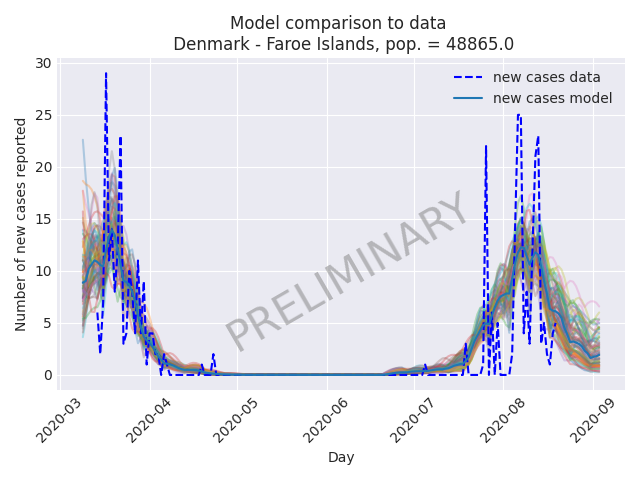 Model comparison to data
Denmark - Faroe Islands, pop. = 48865.0
30
25
20
15
10
5
0
Number of new cases reported
new cases data
new cases model
PRELIMINARY
2020-03
2020-04
2020-05
2020-06
2020-07
2020-08
2020-09
Day